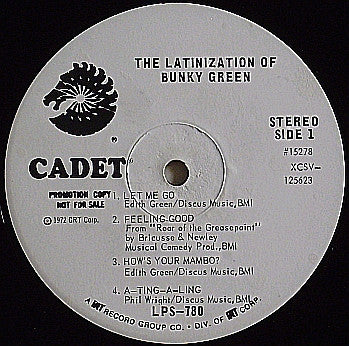 THE LATINIZATION OF
BUNKY GREEN
®
CADET
STEREO
SIDE 1
#15278
XCSV-
125623
PROMOTION COPY
NOT FOR SALE
© 1972 GRT Corp.
1. LET ME GO
Edith Green/Discus Music, BMI
2. FEELING GOOD
From "Roar of the Greasepaint"
by Bricusse & Newley
Musical Comedy Prod., BMI
3. HOW'S YOUR MAMBO?
Edith Green/Discus Music, BMI
4. A-TING-A-LING
Phil Wright/Discus Music, BMI
LPS-780
A GRT RECORD GROUP CO. • DIV. OF GRT CORP.